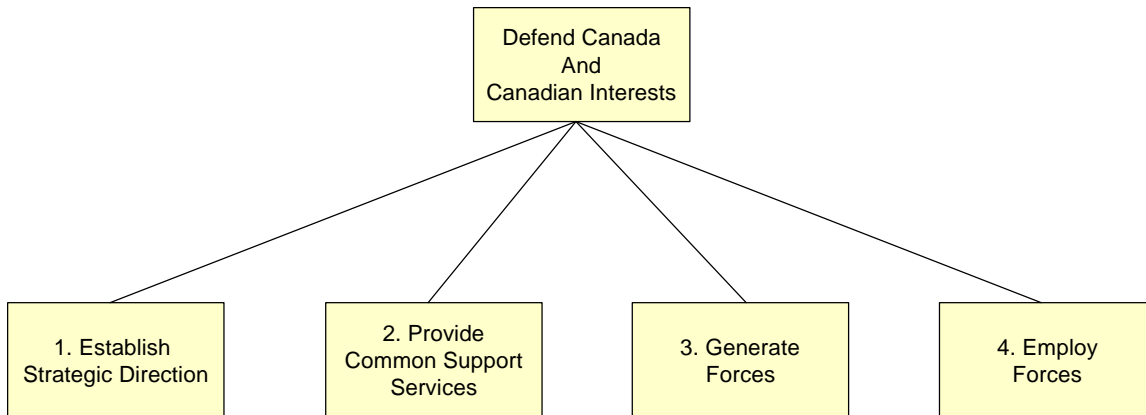 Defend Canada
And
Canadian Interests
1. Establish
Strategic Direction
2. Provide
Common Support
Services
3. Generate
Forces
4. Employ
Forces